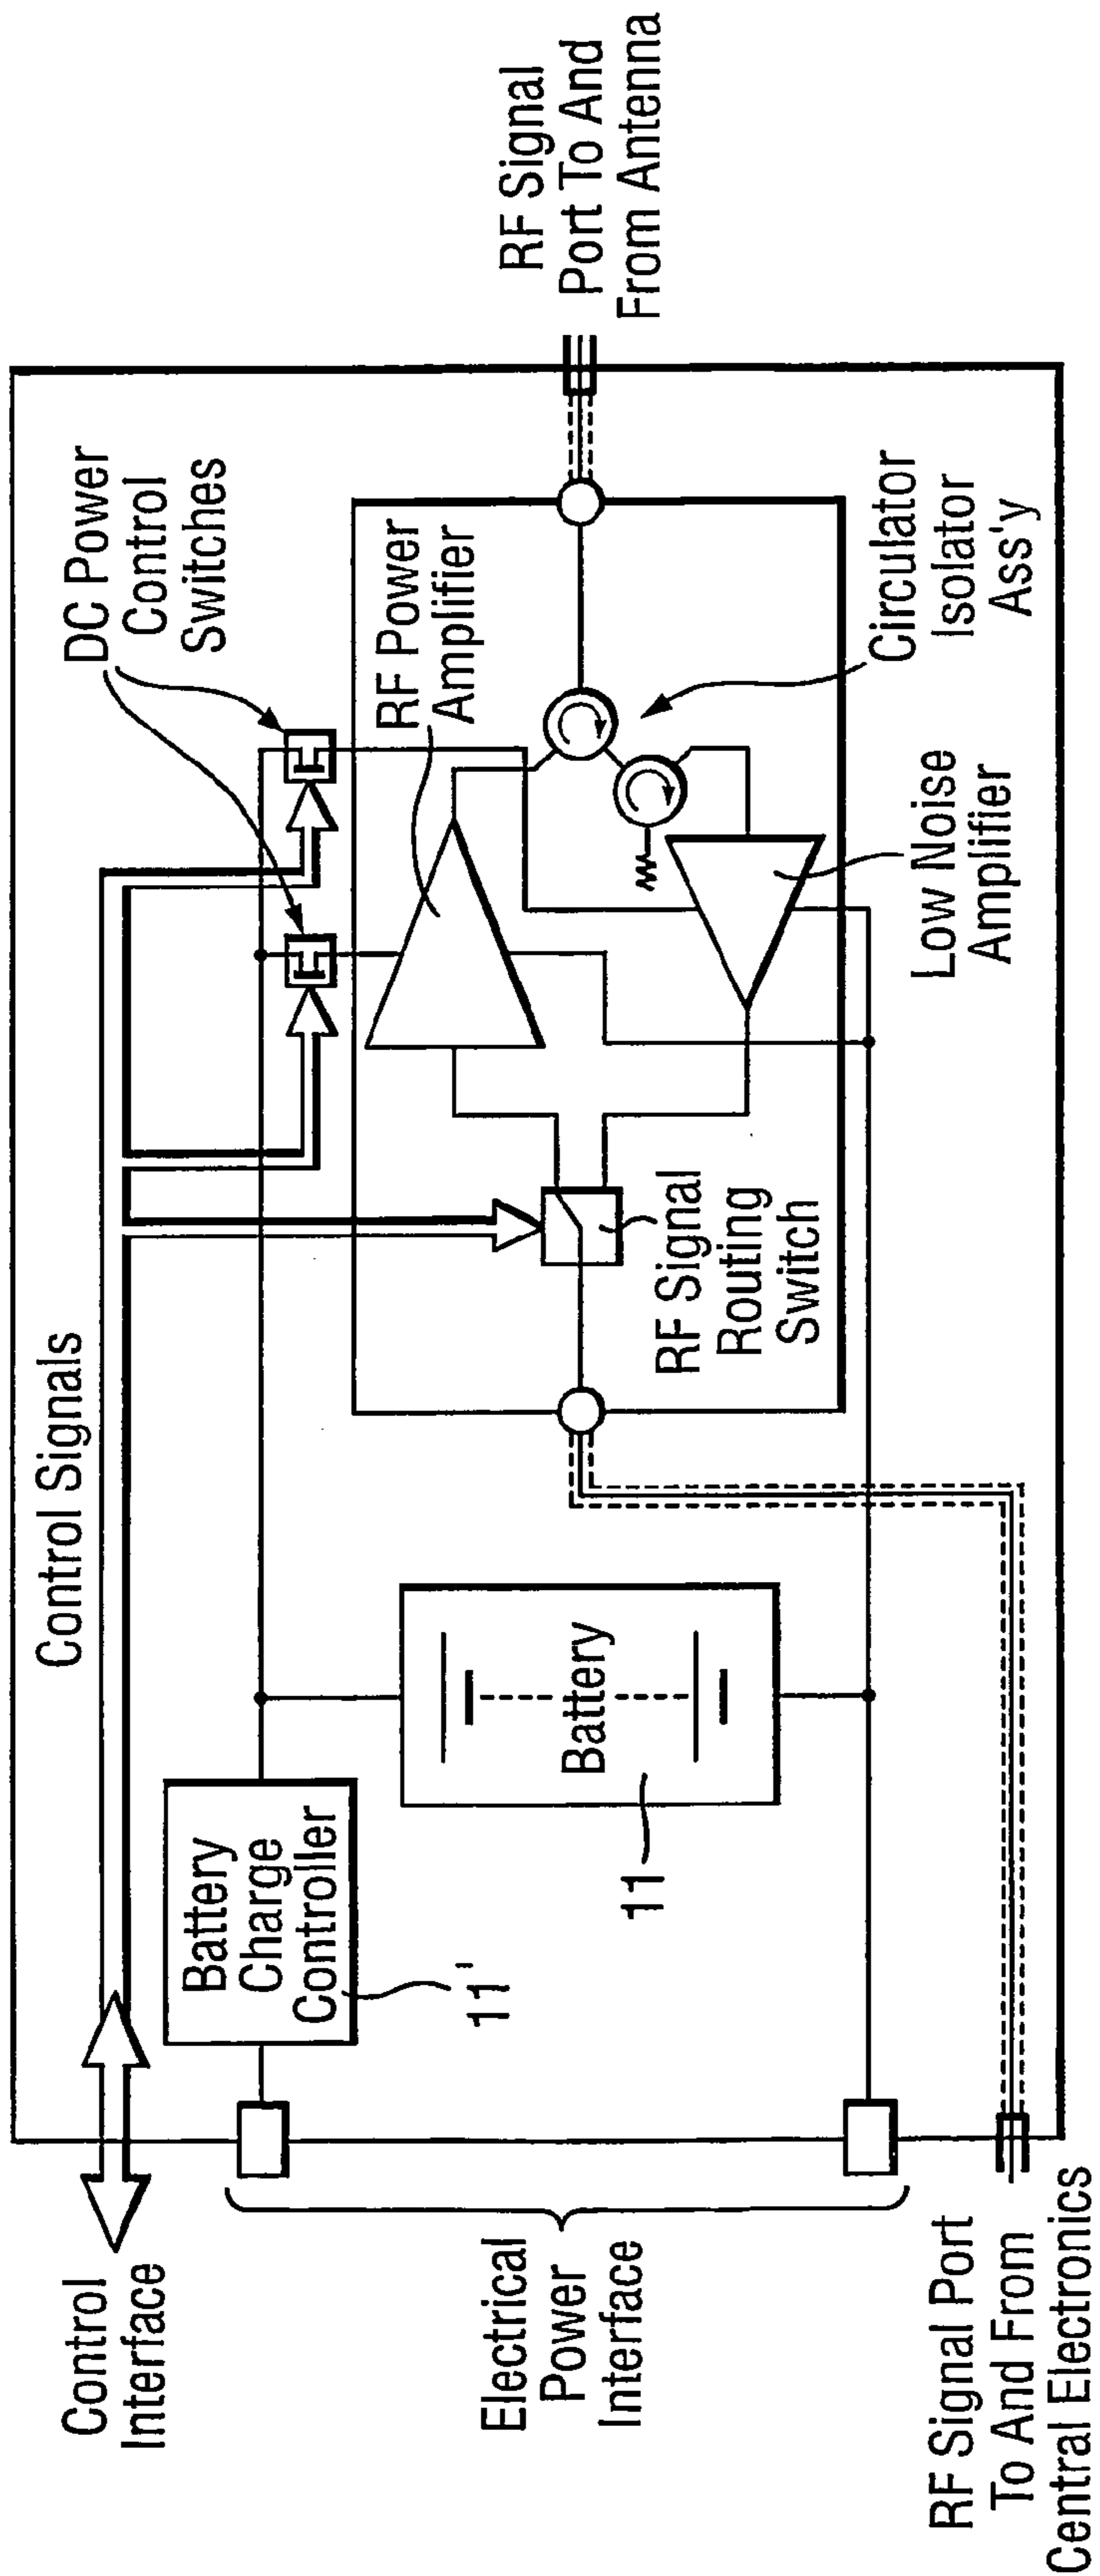 Control
Interface
Control Signals
DC Power
Control
Switches
Battery
Charge
Controller
11'
Electrical
Power
Interface
Battery
11
RF Power
Amplifier
RF Signal
Port To And
From Antenna
RF Signal
Routing
Switch
Circulator
Isolator
Ass'y
Low Noise
Amplifier
RF Signal Port
To And From
Central Electronics